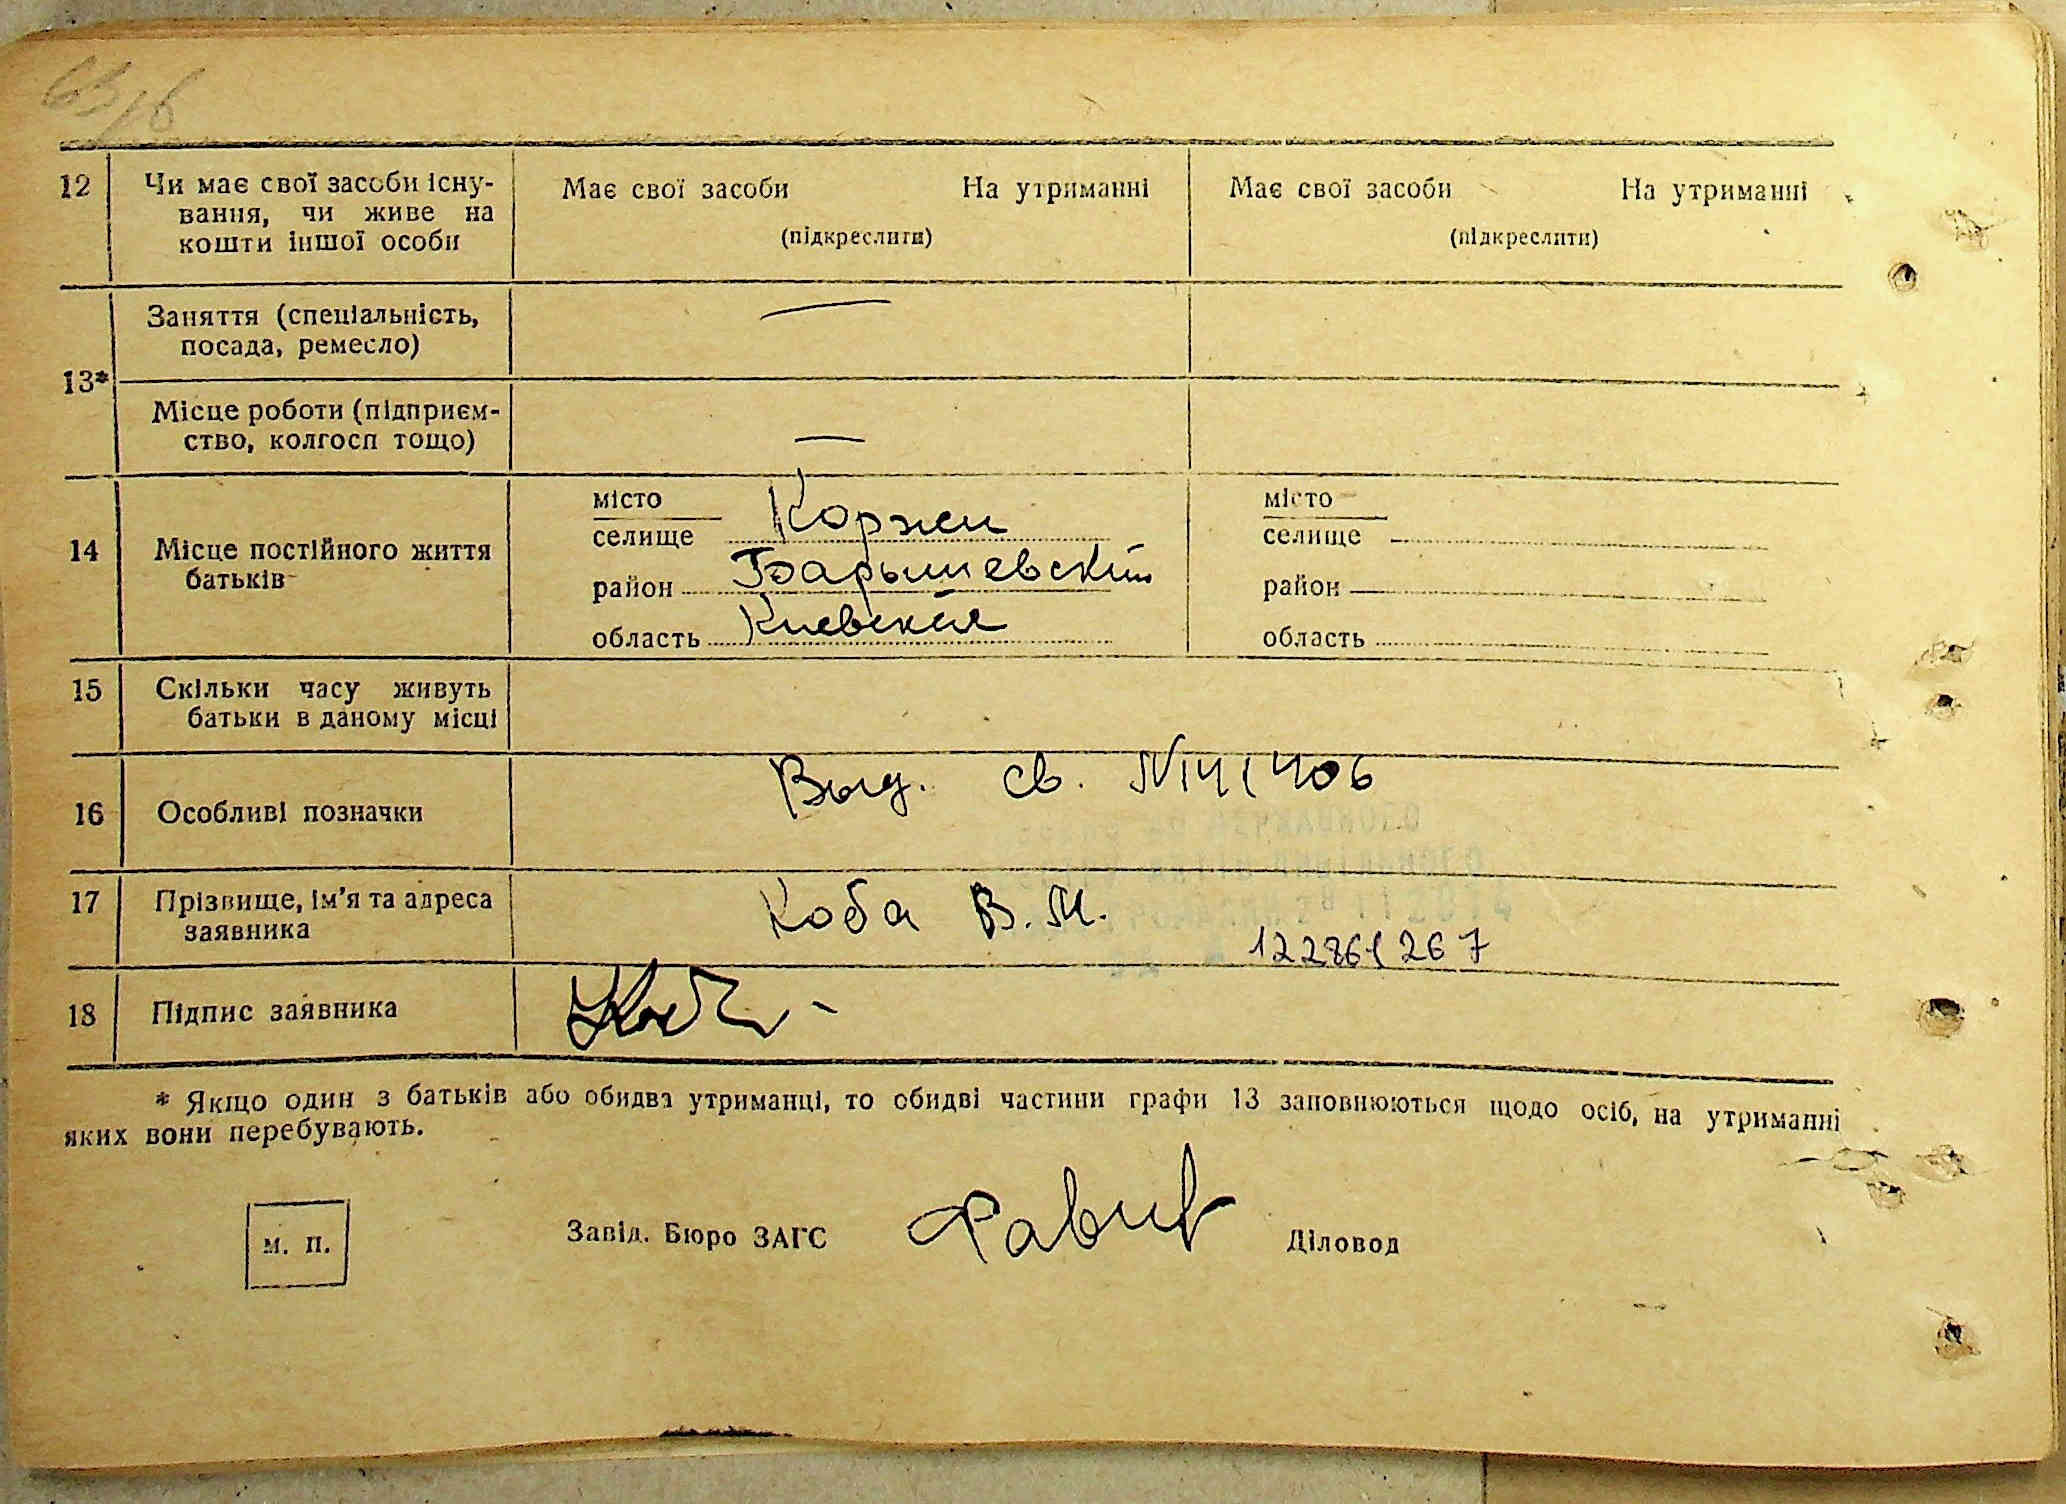 12 Чи має свої засоби існу-
вання, чи живе на
кошти іншої особи
Має свої засоби На утриманні
(підкреслити)
Має свої засоби На утриманні
(підкреслити)
13*
Заняття (спеціальність,
посада, ремесло)
—
Місце роботи (підприєм-
ство, колгосп тощо)
—
14 Місце постійного життя
батьків
місто
селище Коржи
район Барышевский
область Киевская
місто
селище
район
область
15 Скільки часу живуть
батьки в даному місці
16 Особливі позначки
Выд. св. №141406
17 Прізвище, ім'я та адреса
заявника
Коба В.М.
18 Підпис заявника
* Якщо один з батьків або обидва утриманці, то обидві частини графи 13 заповнюються щодо осіб, на утриманні
яких вони перебувають.
М. П.
Завід. Бюро ЗАГС
Діловод